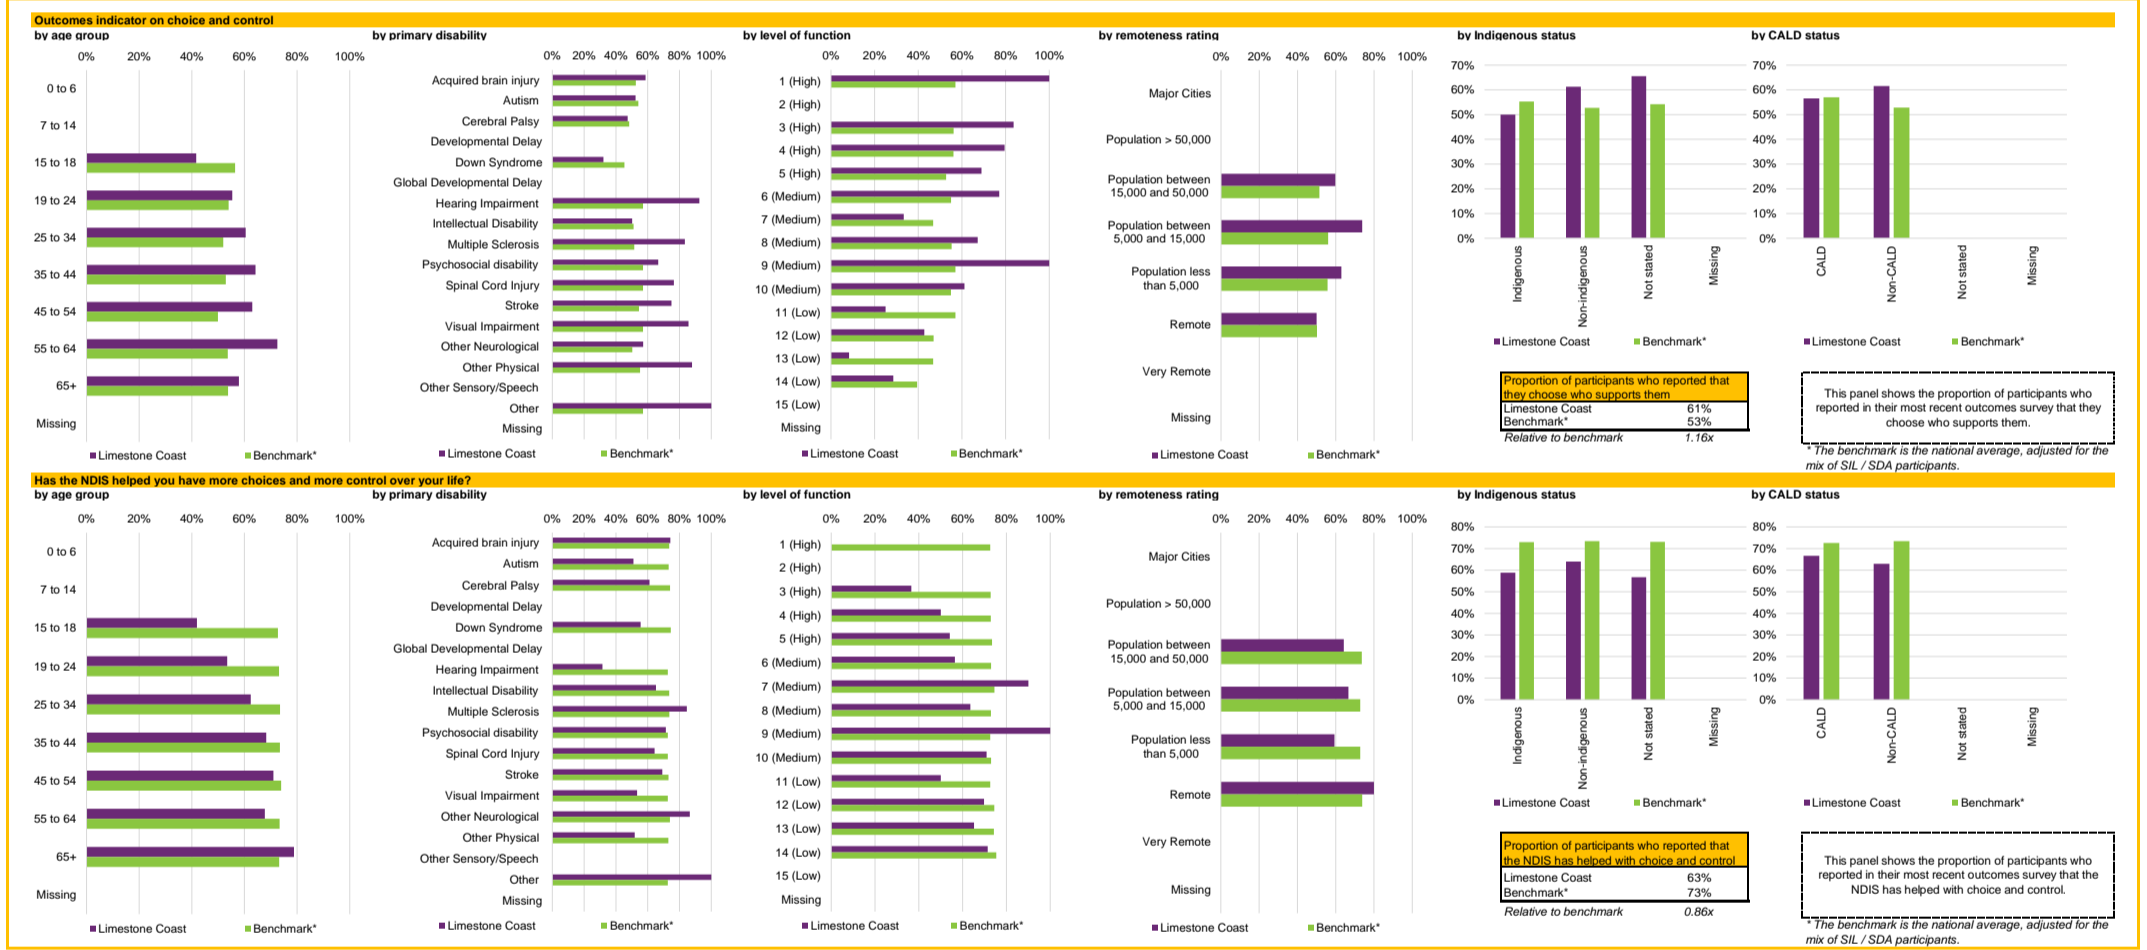 Outcomes indicator on choice and control
by age group
0% 20% 40% 60% 80% 100%
0 to 6
7 to 14
15 to 18
19 to 24
25 to 34
35 to 44
45 to 54
55 to 64
65+
Missing
Limestone Coast Benchmark*
by primary disability
0% 20% 40% 60% 80% 100%
Acquired brain injury
Autism
Cerebral Palsy
Developmental Delay
Down Syndrome
Global Developmental Delay
Hearing Impairment
Intellectual Disability
Multiple Sclerosis
Psychosocial disability
Spinal Cord Injury
Stroke
Visual Impairment
Other Neurological
Other Physical
Other Sensory/Speech
Other
Missing
Limestone Coast Benchmark*
by level of function
0% 20% 40% 60% 80% 100%
1 (High)
2 (High)
3 (High)
4 (High)
5 (High)
6 (Medium)
7 (Medium)
8 (Medium)
9 (Medium)
10 (Medium)
11 (Low)
12 (Low)
13 (Low)
14 (Low)
15 (Low)
Missing
Limestone Coast Benchmark*
by remoteness rating
0% 20% 40% 60% 80% 100%
Major Cities
Population > 50,000
Population between
15,000 and 50,000
Population between
5,000 and 15,000
Population less
than 5,000
Remote
Very Remote
Missing
Limestone Coast Benchmark*
by Indigenous status
70%
60%
50%
40%
30%
20%
10%
0%
Indigenous
Non-indigenous
Not stated
Missing
Limestone Coast Benchmark*
by CALD status
70%
60%
50%
40%
30%
20%
10%
0%
CALD
Non-CALD
Not stated
Missing
Limestone Coast Benchmark*
Proportion of participants who reported that
they choose who supports them
Limestone Coast 61%
Benchmark* 53%
Relative to benchmark 1.16x
This panel shows the proportion of participants who
reported in their most recent outcomes survey that they
choose who supports them.
* The benchmark is the national average, adjusted for the
mix of SIL / SDA participants.
Has the NDIS helped you have more choices and more control over your life?
by age group
0% 20% 40% 60% 80% 100%
0 to 6
7 to 14
15 to 18
19 to 24
25 to 34
35 to 44
45 to 54
55 to 64
65+
Missing
Limestone Coast Benchmark*
by primary disability
0% 20% 40% 60% 80% 100%
Acquired brain injury
Autism
Cerebral Palsy
Developmental Delay
Down Syndrome
Global Developmental Delay
Hearing Impairment
Intellectual Disability
Multiple Sclerosis
Psychosocial disability
Spinal Cord Injury
Stroke
Visual Impairment
Other Neurological
Other Physical
Other Sensory/Speech
Other
Missing
Limestone Coast Benchmark*
by level of function
0% 20% 40% 60% 80% 100%
1 (High)
2 (High)
3 (High)
4 (High)
5 (High)
6 (Medium)
7 (Medium)
8 (Medium)
9 (Medium)
10 (Medium)
11 (Low)
12 (Low)
13 (Low)
14 (Low)
15 (Low)
Missing
Limestone Coast Benchmark*
by remoteness rating
0% 20% 40% 60% 80% 100%
Major Cities
Population > 50,000
Population between
15,000 and 50,000
Population between
5,000 and 15,000
Population less
than 5,000
Remote
Very Remote
Missing
Limestone Coast Benchmark*
by Indigenous status
80%
70%
60%
50%
40%
30%
20%
10%
0%
Indigenous
Non-indigenous
Not stated
Missing
Limestone Coast Benchmark*
by CALD status
80%
70%
60%
50%
40%
30%
20%
10%
0%
CALD
Non-CALD
Not stated
Missing
Limestone Coast Benchmark*
Proportion of participants who reported that
the NDIS has helped with choice and control
Limestone Coast 63%
Benchmark* 73%
Relative to benchmark 0.86x
This panel shows the proportion of participants who
reported in their most recent outcomes survey that the
NDIS has helped with choice and control.
* The benchmark is the national average, adjusted for the
mix of SIL / SDA participants.